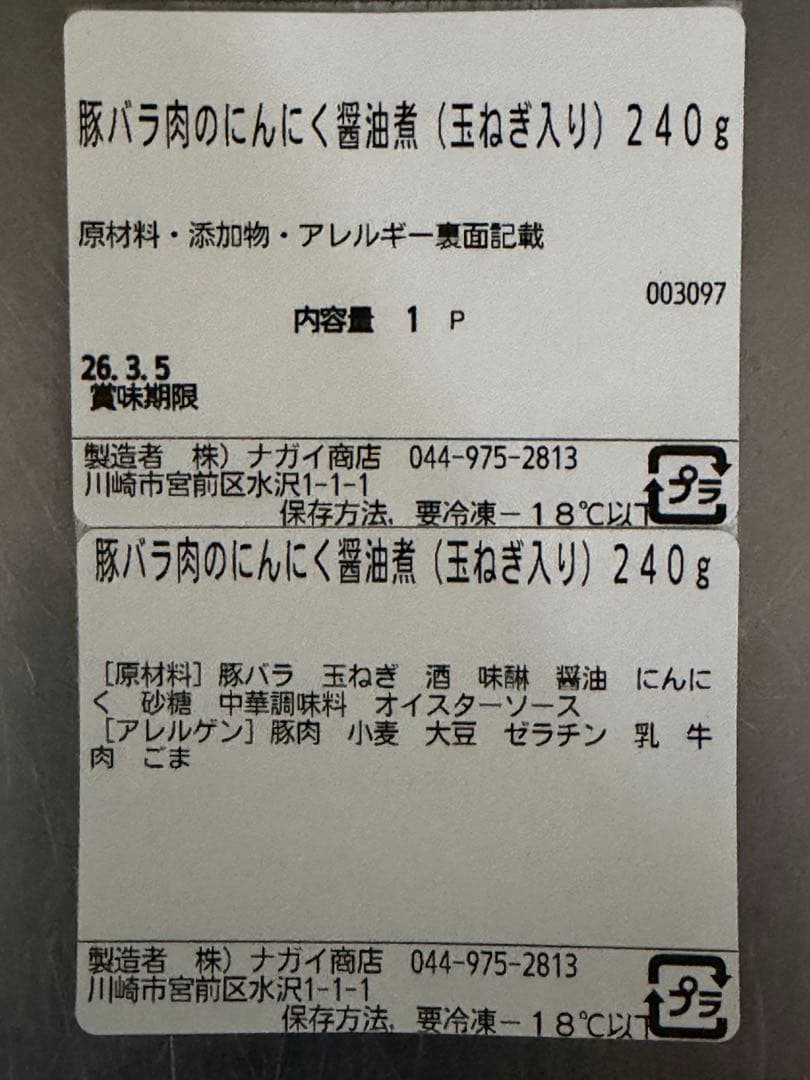 豚バラ肉のにんにく醤油煮(玉ねぎ入り)240g
原材料・添加物・アレルギー裏面記載
003097
内容量 1 P
26.3.5
賞味期限
製造者 株)ナガイ商店 044-975-2813
川崎市宮前区水沢1-1-1
保存方法、要冷凍-18℃以下
プラ
豚バラ肉のにんにく醤油煮(玉ねぎ入り)240g
[原材料]豚バラ 玉ねぎ 酒 味醂 醤油 にんに
く 砂糖 中華調味料 オイスターソース
[アレルゲン]豚肉 小麦 大豆 ゼラチン 乳 牛
肉 ごま
製造者 株)ナガイ商店 044-975-2813
川崎市宮前区水沢1-1-1
保存方法、要冷凍-18℃以下
プラ